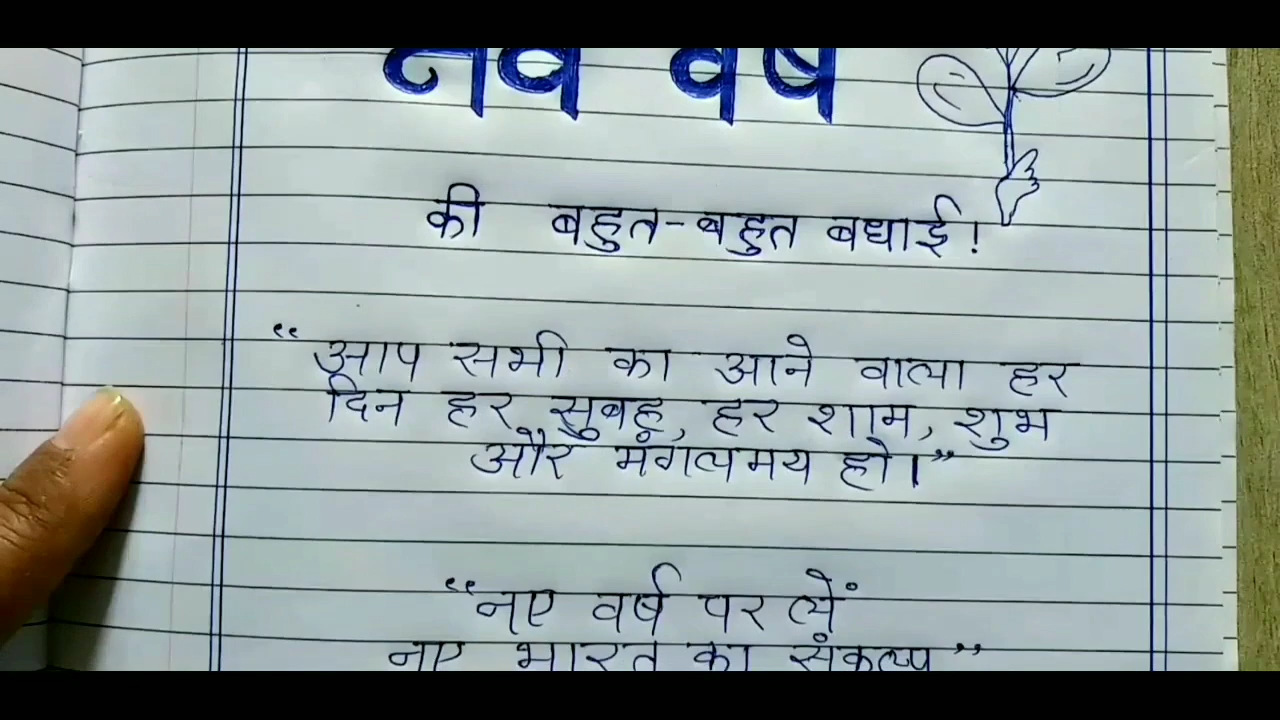 नव वर्ष
की बहुत-बहुत बधाई!
“आप सभी का आने वाला हर
दिन हर सुबह, हर शाम, शुभ
और मंगलमय हो।”
“नए वर्ष पर लें
नए भारत का संकल्प”